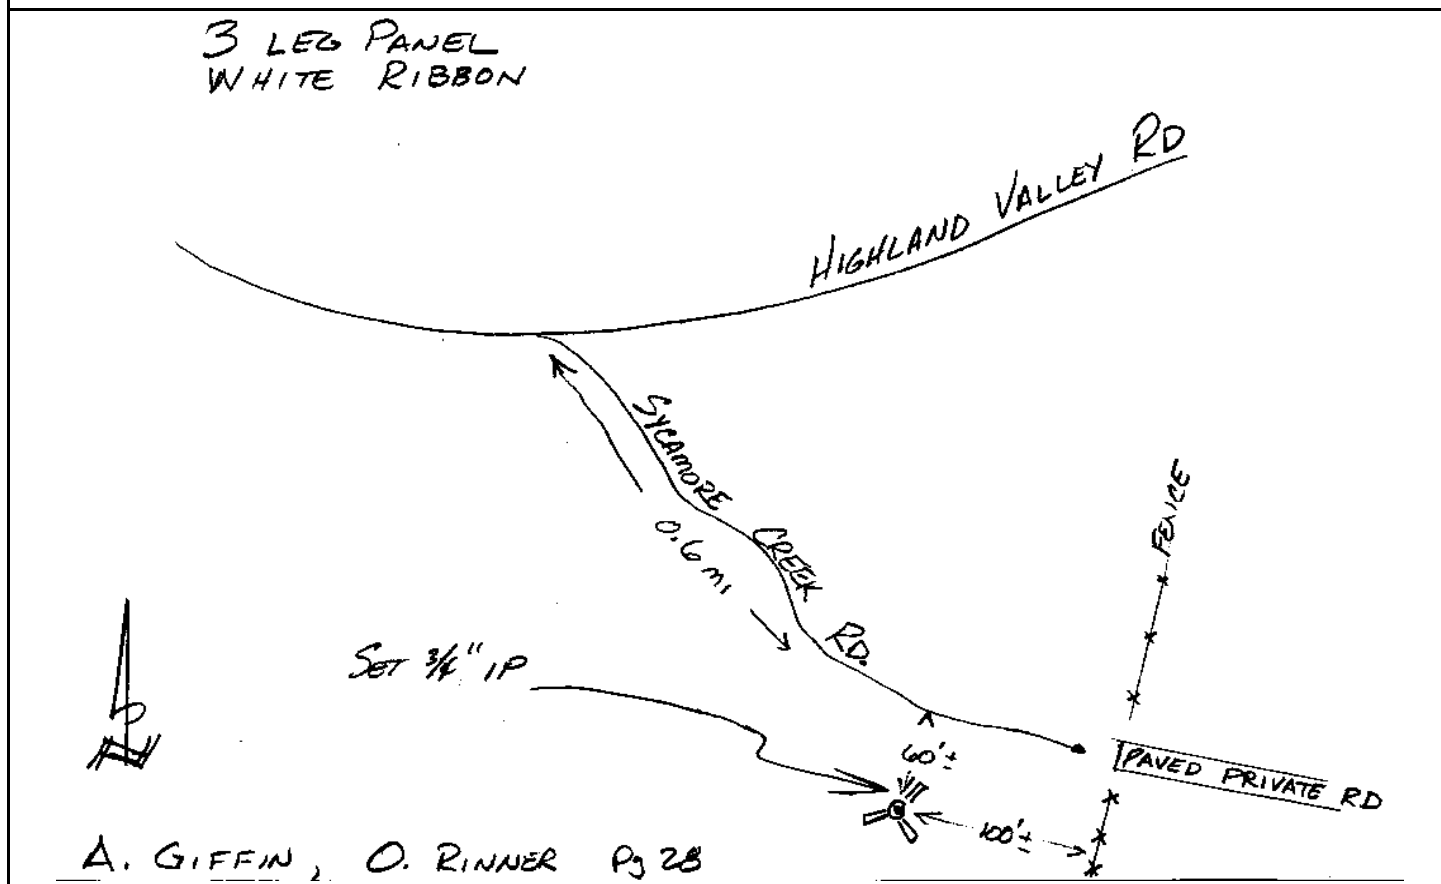 3 LEG PANEL
WHITE RIBBON
HIGHLAND VALLEY RD
SYCAMORE CREEK RD.
0.6 mi
FENCE
SET 3/4" IP
60'±
PAVED PRIVATE RD
100'±
A. GIFFIN, O. RINNER Pg 28